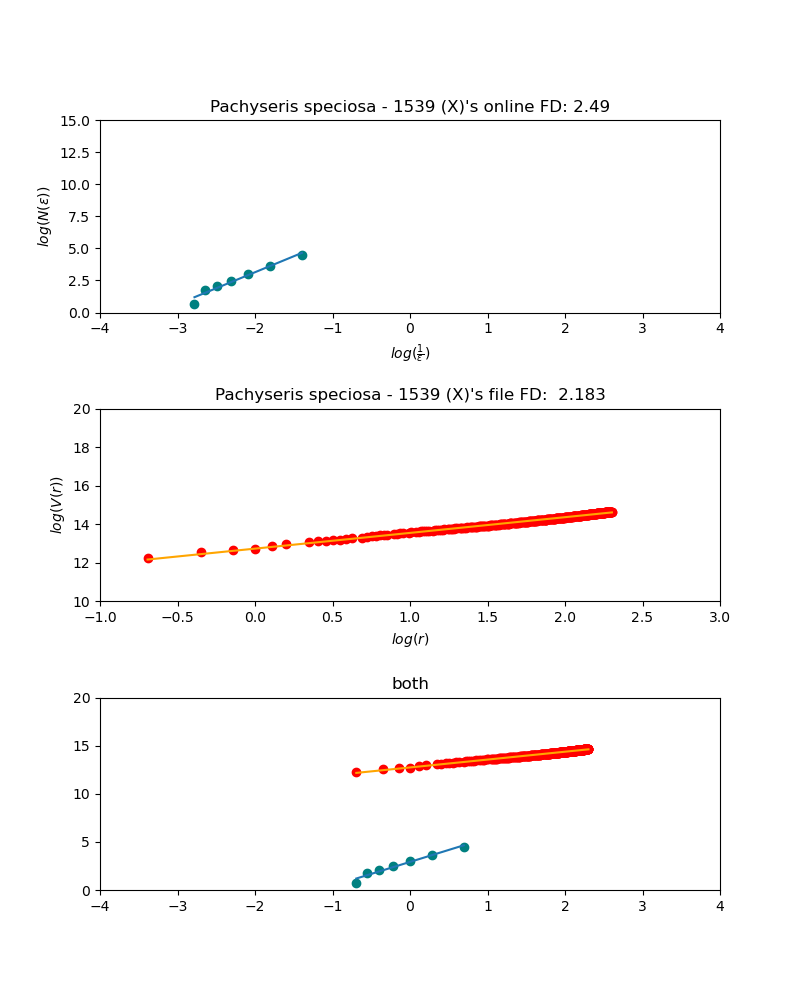 Pachyseris speciosa - 1539 (X)'s online FD: 2.49
15.0
12.5
10.0
7.5
5.0
2.5
0.0
log(N(ε))
−4 −3 −2 −1 0 1 2 3 4
log(1/ε)
Pachyseris speciosa - 1539 (X)'s file FD:  2.183
20
18
16
14
12
10
log(V(r))
−1.0 −0.5 0.0 0.5 1.0 1.5 2.0 2.5 3.0
log(r)
both
20
15
10
5
0
−4 −3 −2 −1 0 1 2 3 4